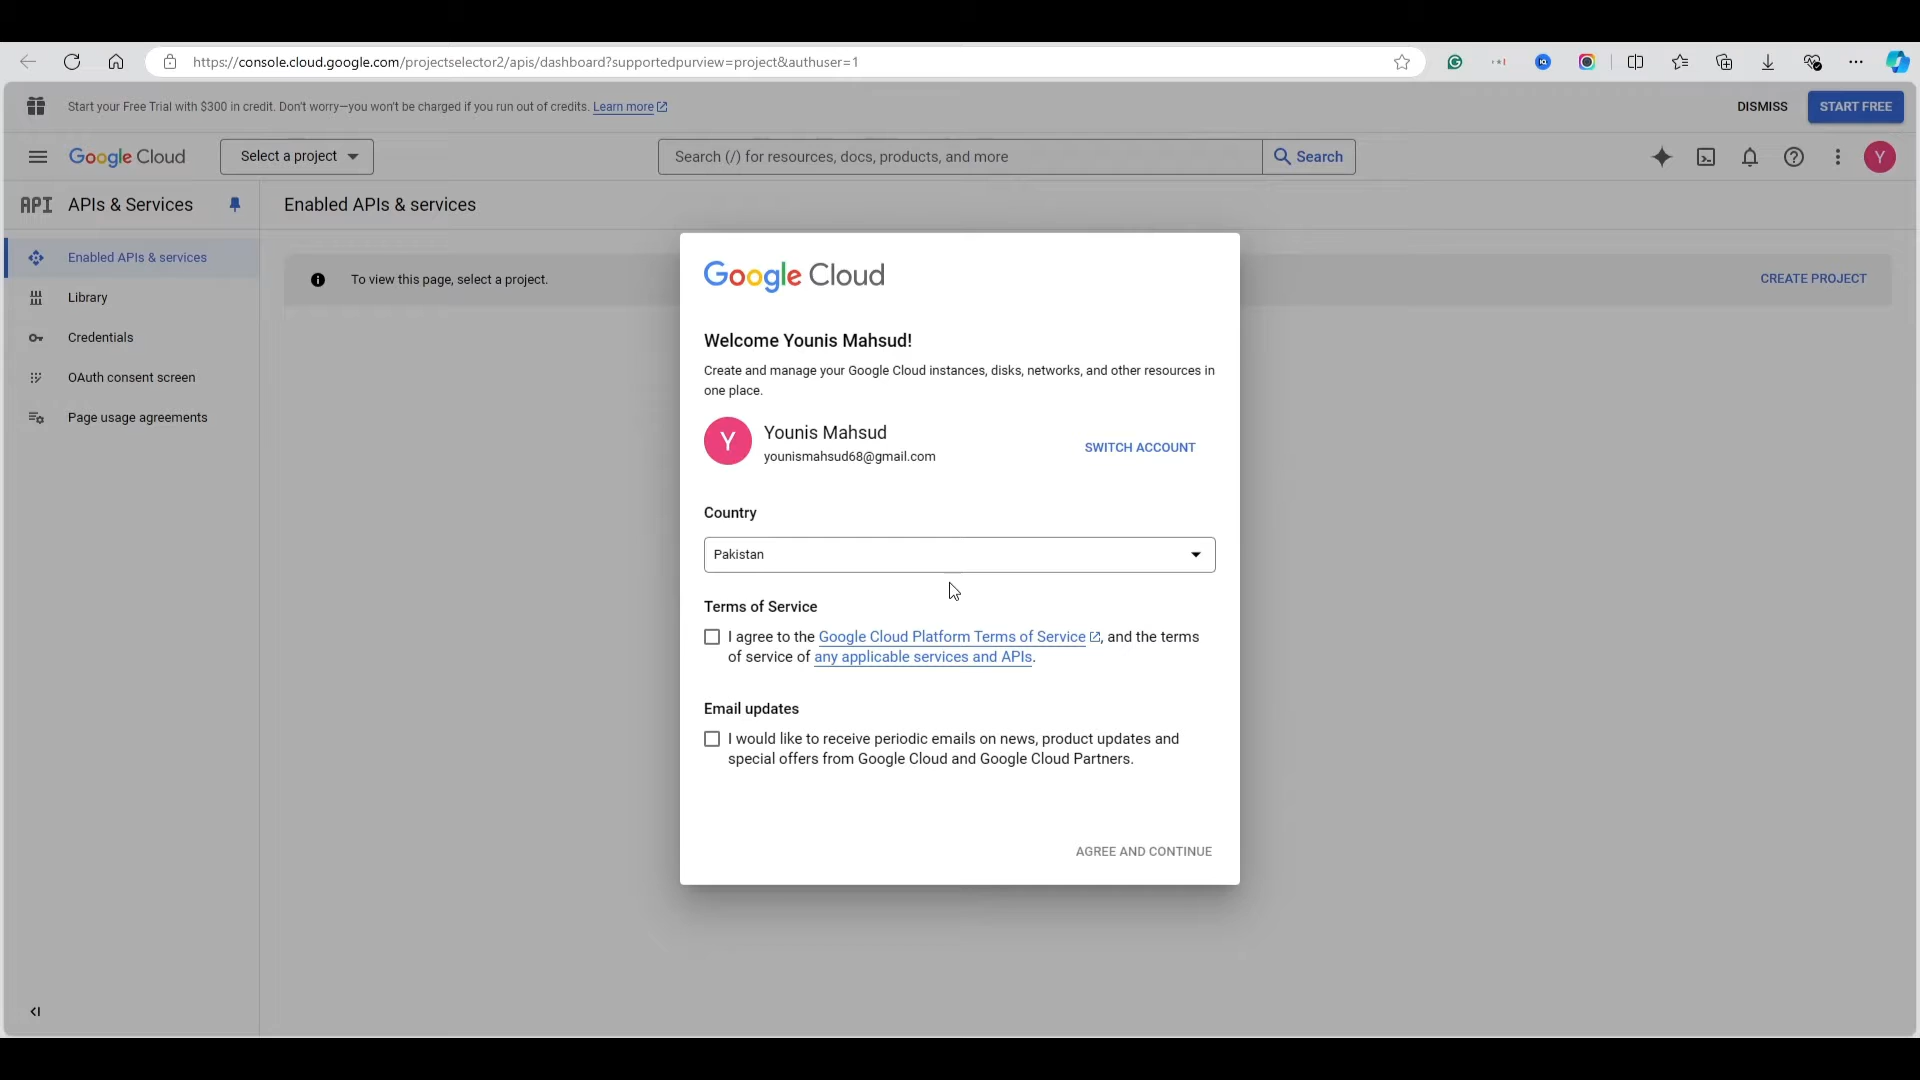 https://console.cloud.google.com/projectselector2/apis/dashboard?supportedpurview=project&authuser=1
Start your Free Trial with $300 in credit. Don't worry—you won't be charged if you run out of credits. Learn more
DISMISS
START FREE
Google Cloud
Select a project
Search (/) for resources, docs, products, and more
Search
Y
API
APIs & Services
Enabled APIs & services
Enabled APIs & services
Library
Credentials
OAuth consent screen
Page usage agreements
To view this page, select a project.
CREATE PROJECT
Google Cloud
Welcome Younis Mahsud!
Create and manage your Google Cloud instances, disks, networks, and other resources in
one place.
Y
Younis Mahsud
younismahsud68@gmail.com
SWITCH ACCOUNT
Country
Pakistan
Terms of Service
I agree to the Google Cloud Platform Terms of Service, and the terms
of service of any applicable services and APIs.
Email updates
I would like to receive periodic emails on news, product updates and
special offers from Google Cloud and Google Cloud Partners.
AGREE AND CONTINUE